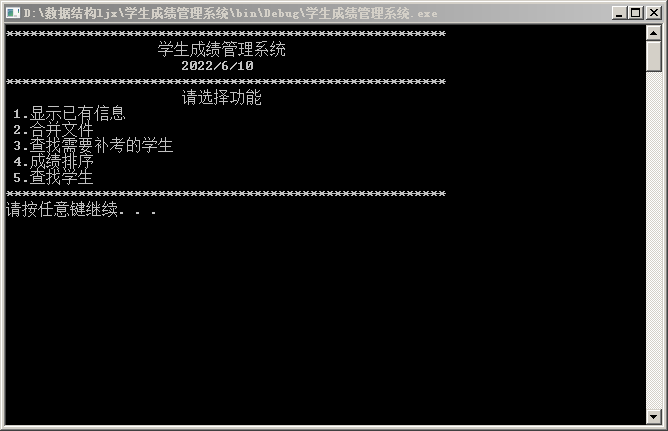 D:\数据结构ljx\学生成绩管理系统\bin\Debug\学生成绩管理系统.exe
*******************************************************
学生成绩管理系统
2022/6/10
*******************************************************
请选择功能
1.显示已有信息
2.合并文件
3.查找需要补考的学生
4.成绩排序
5.查找学生
*******************************************************
请按任意键继续. . .